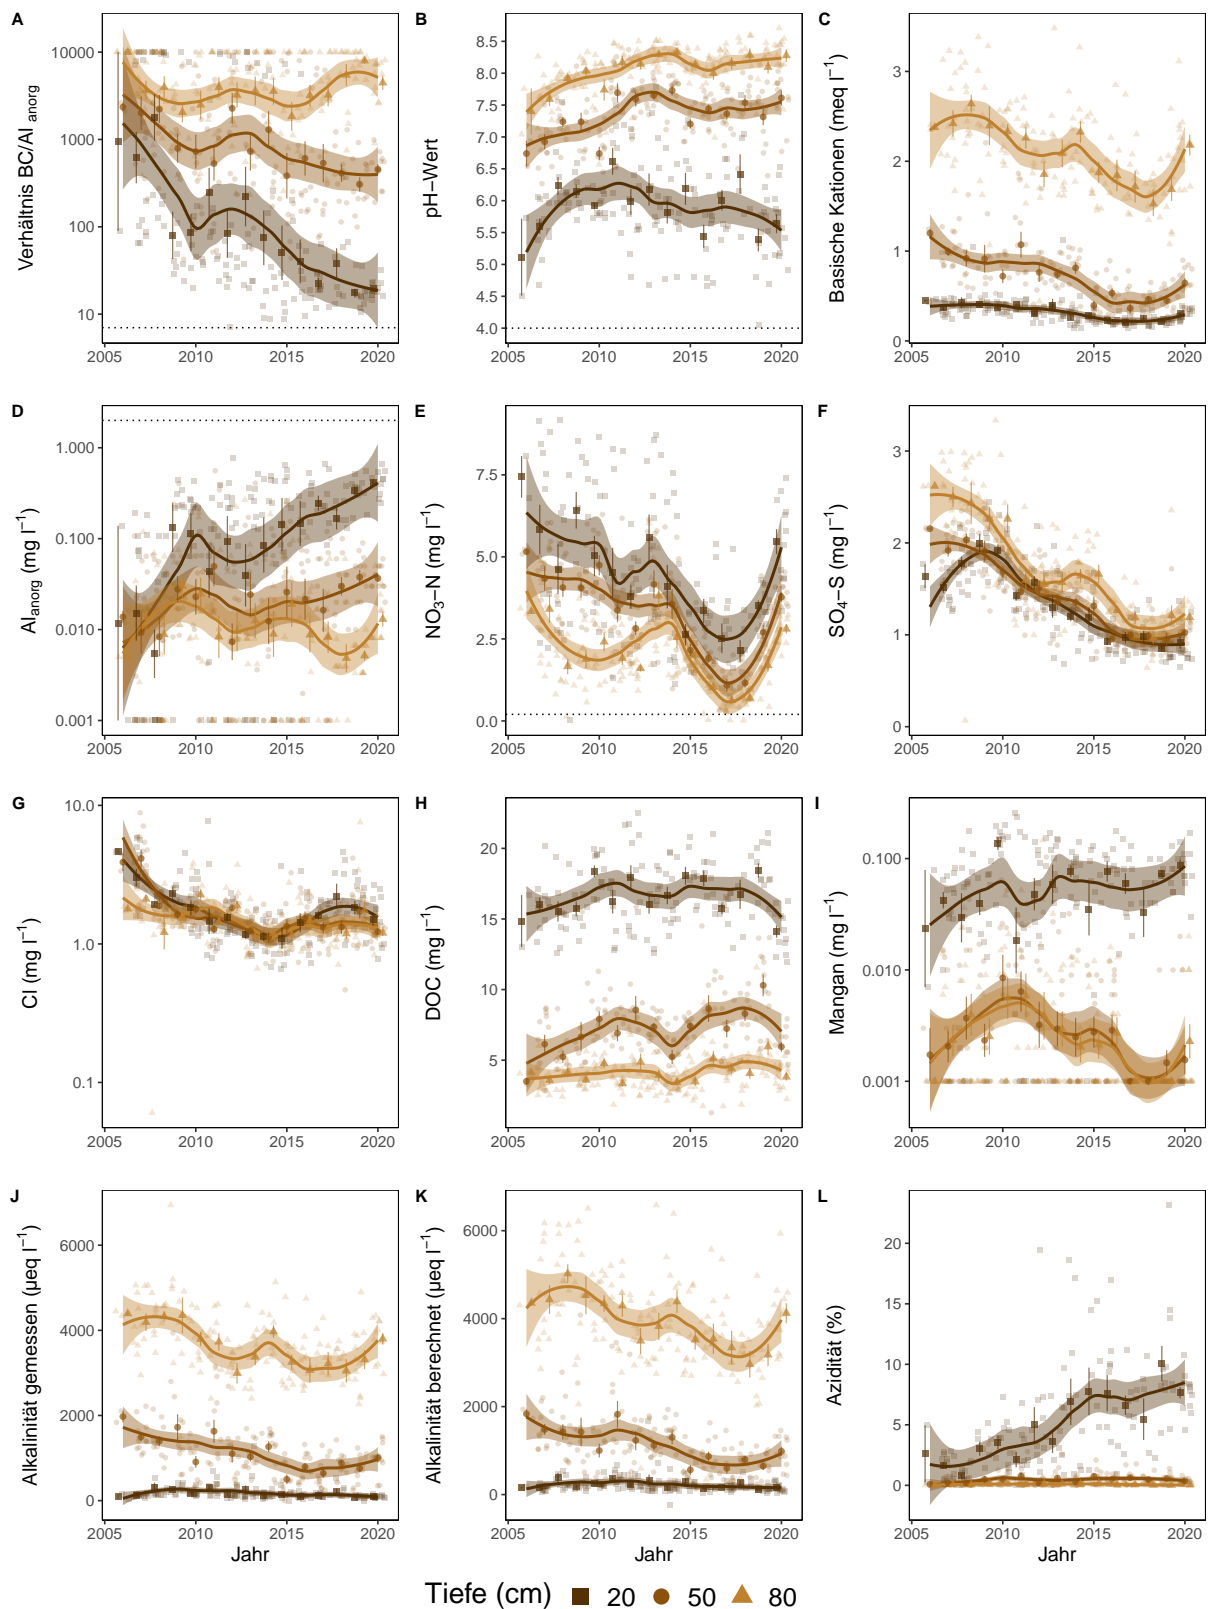 A
Verhältnis BC/Al anorg
10000
1000
100
10
2005 2010 2015 2020
B
pH−Wert
8.5
8.0
7.5
7.0
6.5
6.0
5.5
5.0
4.5
4.0
2005 2010 2015 2020
C
Basische Kationen (meq l⁻¹)
3
2
1
0
2005 2010 2015 2020
D
Al anorg (mg l⁻¹)
1.000
0.100
0.010
0.001
2005 2010 2015 2020
E
NO₃−N (mg l⁻¹)
7.5
5.0
2.5
0.0
2005 2010 2015 2020
F
SO₄−S (mg l⁻¹)
3
2
1
0
2005 2010 2015 2020
G
Cl (mg l⁻¹)
10.0
1.0
0.1
2005 2010 2015 2020
H
DOC (mg l⁻¹)
20
15
10
5
2005 2010 2015 2020
I
Mangan (mg l⁻¹)
0.100
0.010
0.001
2005 2010 2015 2020
J
Alkalinität gemessen (µeq l⁻¹)
6000
4000
2000
0
2005 2010 2015 2020
Jahr
K
Alkalinität berechnet (µeq l⁻¹)
6000
4000
2000
0
2005 2010 2015 2020
L
Azidität (%)
20
15
10
5
0
2005 2010 2015 2020
Jahr
Tiefe (cm) 20 50 80